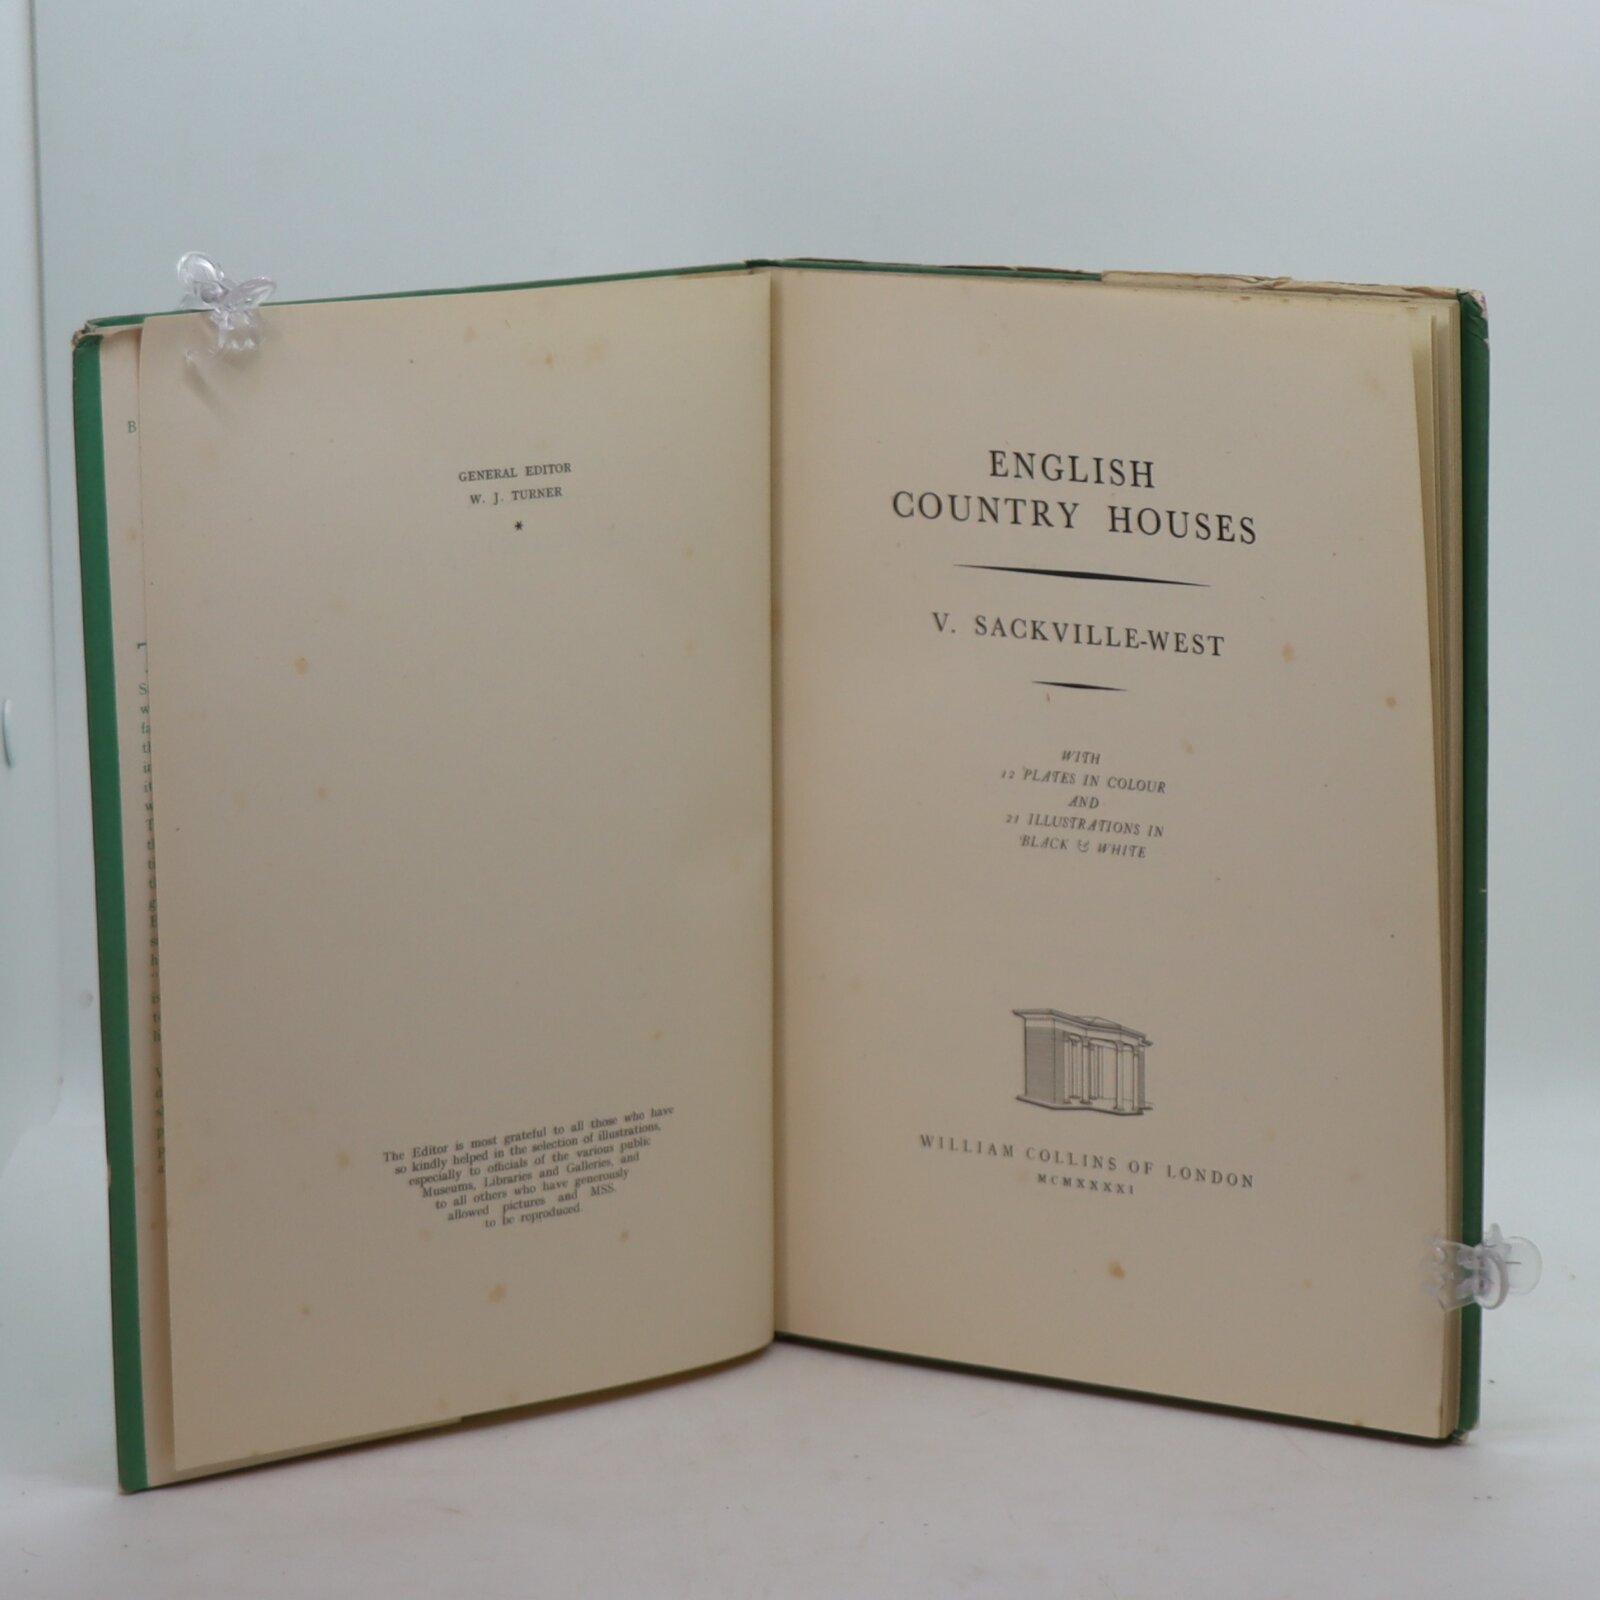 GENERAL EDITOR
W. J. TURNER
*
The Editor is most grateful to all those who have
so kindly helped in the selection of illustrations,
especially to officials of the various public
Museums, Libraries and Galleries, and
to all others who have generously
allowed pictures and MSS.
to be reproduced.
ENGLISH
COUNTRY HOUSES
V. SACKVILLE-WEST
WITH
12 PLATES IN COLOUR
AND
21 ILLUSTRATIONS IN
BLACK & WHITE
WILLIAM COLLINS OF LONDON
MCMXXXXI